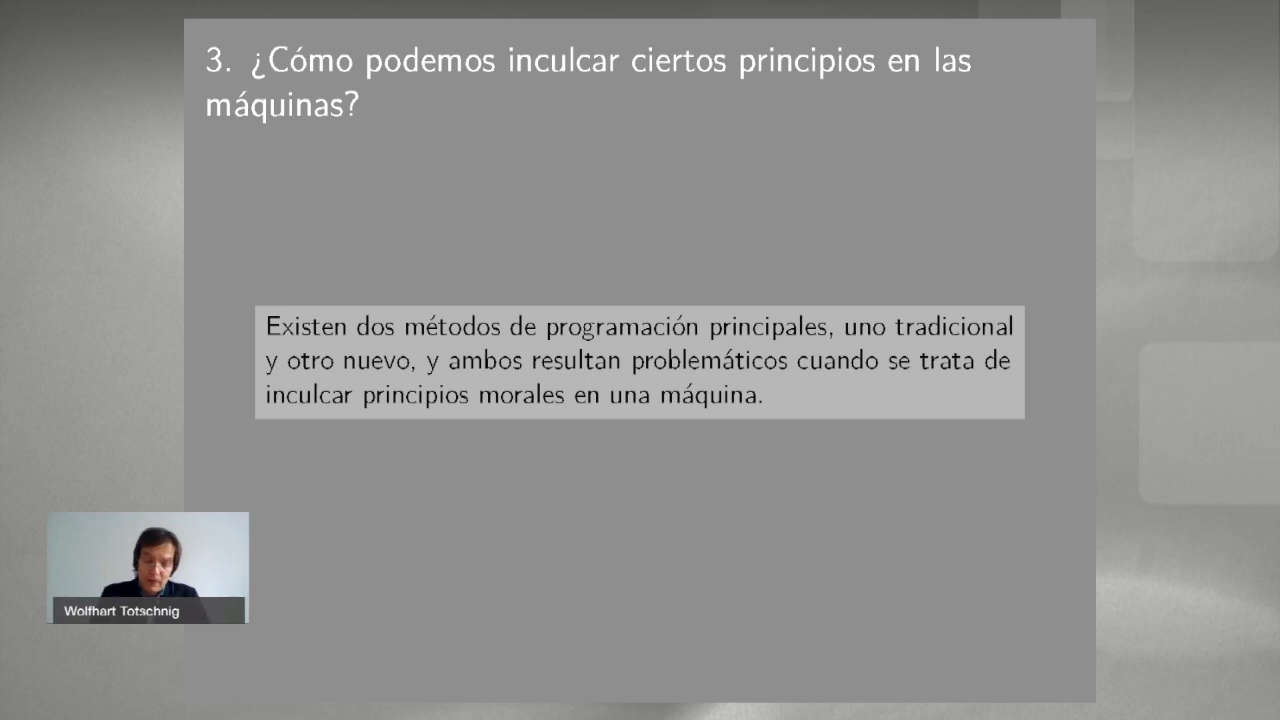 3. ¿Cómo podemos inculcar ciertos principios en las
máquinas?
Existen dos métodos de programación principales, uno tradicional
y otro nuevo, y ambos resultan problemáticos cuando se trata de
inculcar principios morales en una máquina.
Wolfhart Totschnig